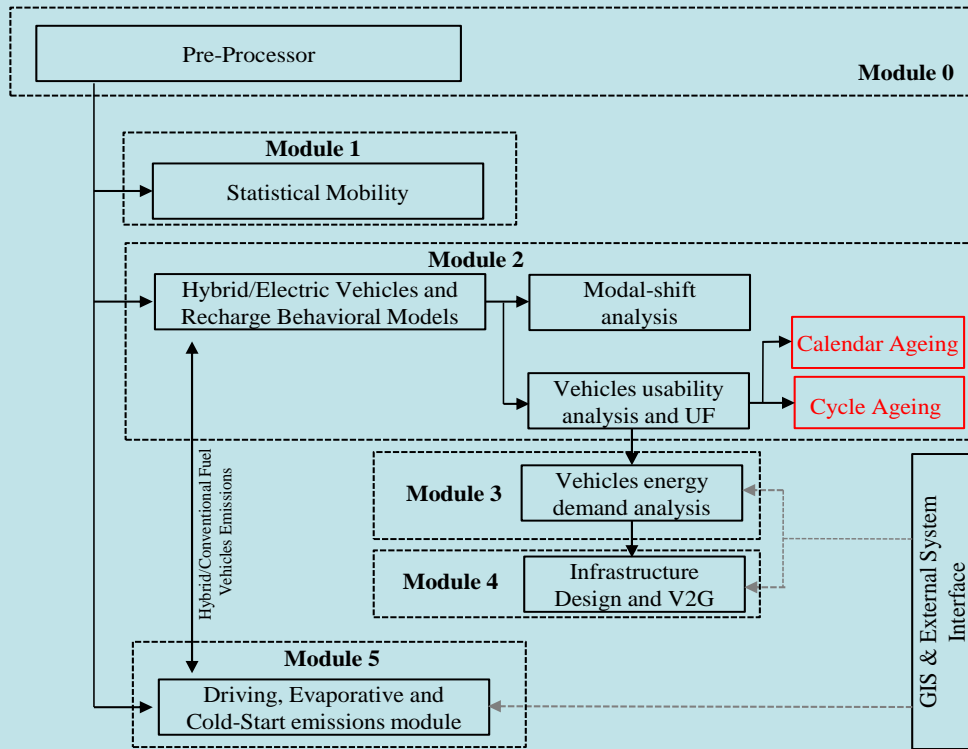 Pre-Processor
Module 0
Module 1
Statistical Mobility
Module 2
Hybrid/Electric Vehicles and
Recharge Behavioral Models
Modal-shift
analysis
Calendar Ageing
Vehicles usability
analysis and UF
Cycle Ageing
Hybrid/Conventional Fuel
Vehicles Emissions
Module 3
Vehicles energy
demand analysis
Module 4
Infrastructure
Design and V2G
GIS & External System
Interface
Module 5
Driving, Evaporative and
Cold-Start emissions module